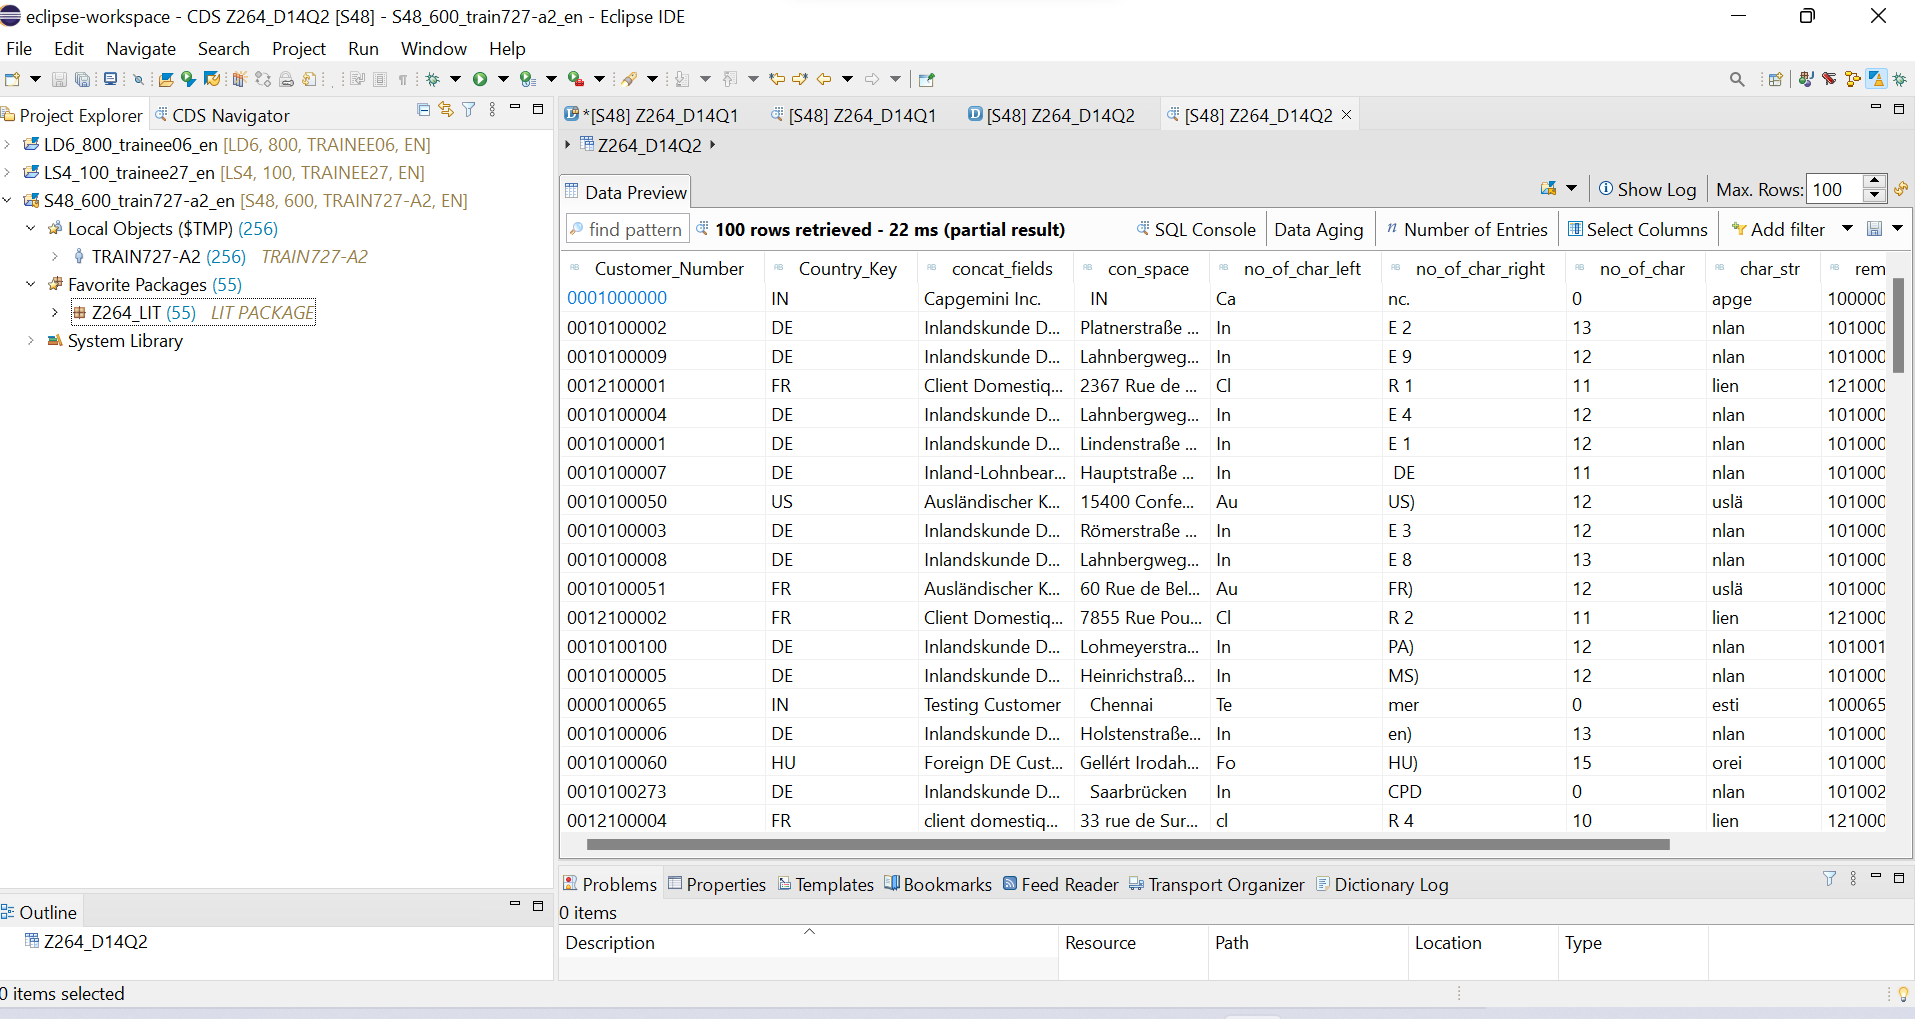 eclipse-workspace - CDS Z264_D14Q2 [S48] - S48_600_train727-a2_en - Eclipse IDE
File Edit Navigate Search Project Run Window Help
Project Explorer CDS Navigator
LD6_800_trainee06_en [LD6, 800, TRAINEE06, EN]
LS4_100_trainee27_en [LS4, 100, TRAINEE27, EN]
S48_600_train727-a2_en [S48, 600, TRAIN727-A2, EN]
Local Objects ($TMP) (256)
TRAIN727-A2 (256) TRAIN727-A2
Favorite Packages (55)
Z264_LIT (55) LIT PACKAGE
System Library
Outline
Z264_D14Q2
*[S48] Z264_D14Q1 [S48] Z264_D14Q1 [S48] Z264_D14Q2 [S48] Z264_D14Q2
Z264_D14Q2
Data Preview Show Log Max. Rows: 100
find pattern 100 rows retrieved - 22 ms (partial result) SQL Console Data Aging Number of Entries Select Columns Add filter
Customer_Number Country_Key concat_fields con_space no_of_char_left no_of_char_right no_of_char char_str rem
0001000000 IN Capgemini Inc. IN Ca nc. 0 apge 100000
0010100002 DE Inlandskunde D... Platnerstraße ... In E 2 13 nlan 101000
0010100009 DE Inlandskunde D... Lahnbergweg... In E 9 12 nlan 101000
0012100001 FR Client Domestiq... 2367 Rue de ... Cl R 1 11 lien 121000
0010100004 DE Inlandskunde D... Lahnbergweg... In E 4 12 nlan 101000
0010100001 DE Inlandskunde D... Lindenstraße ... In E 1 12 nlan 101000
0010100007 DE Inland-Lohnbear... Hauptstraße ... In DE 11 nlan 101000
0010100050 US Ausländischer K... 15400 Confe... Au US) 12 uslä 101000
0010100003 DE Inlandskunde D... Römerstraße ... In E 3 12 nlan 101000
0010100008 DE Inlandskunde D... Lahnbergweg... In E 8 13 nlan 101000
0010100051 FR Ausländischer K... 60 Rue de Bel... Au FR) 12 uslä 101000
0012100002 FR Client Domestiq... 7855 Rue Pou... Cl R 2 11 lien 121000
0010100100 DE Inlandskunde D... Lohmeyerstra... In PA) 12 nlan 101001
0010100005 DE Inlandskunde D... Heinrichstraß... In MS) 12 nlan 101000
0000100065 IN Testing Customer Chennai Te mer 0 esti 100065
0010100006 DE Inlandskunde D... Holstenstraße... In en) 13 nlan 101000
0010100060 HU Foreign DE Cust... Gellért Irodah... Fo HU) 15 orei 101000
0010100273 DE Inlandskunde D... Saarbrücken In CPD 0 nlan 101002
0012100004 FR client domestiq... 33 rue de Sur... cl R 4 10 lien 121000
Problems Properties Templates Bookmarks Feed Reader Transport Organizer Dictionary Log
0 items
Description Resource Path Location Type
0 items selected